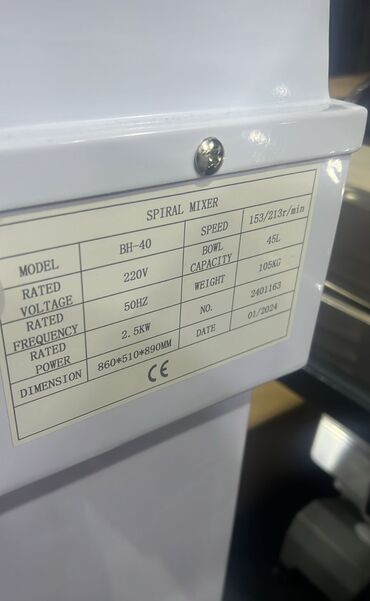 SPIRAL MIXER
MODEL BH-40 SPEED 153/213r/min
RATED VOLTAGE 220V BOWL CAPACITY 45L
RATED FREQUENCY 50HZ WEIGHT 105KG
RATED POWER 2.5KW NO. 2401163
DIMENSION 860*510*890MM DATE 01/2024
CE